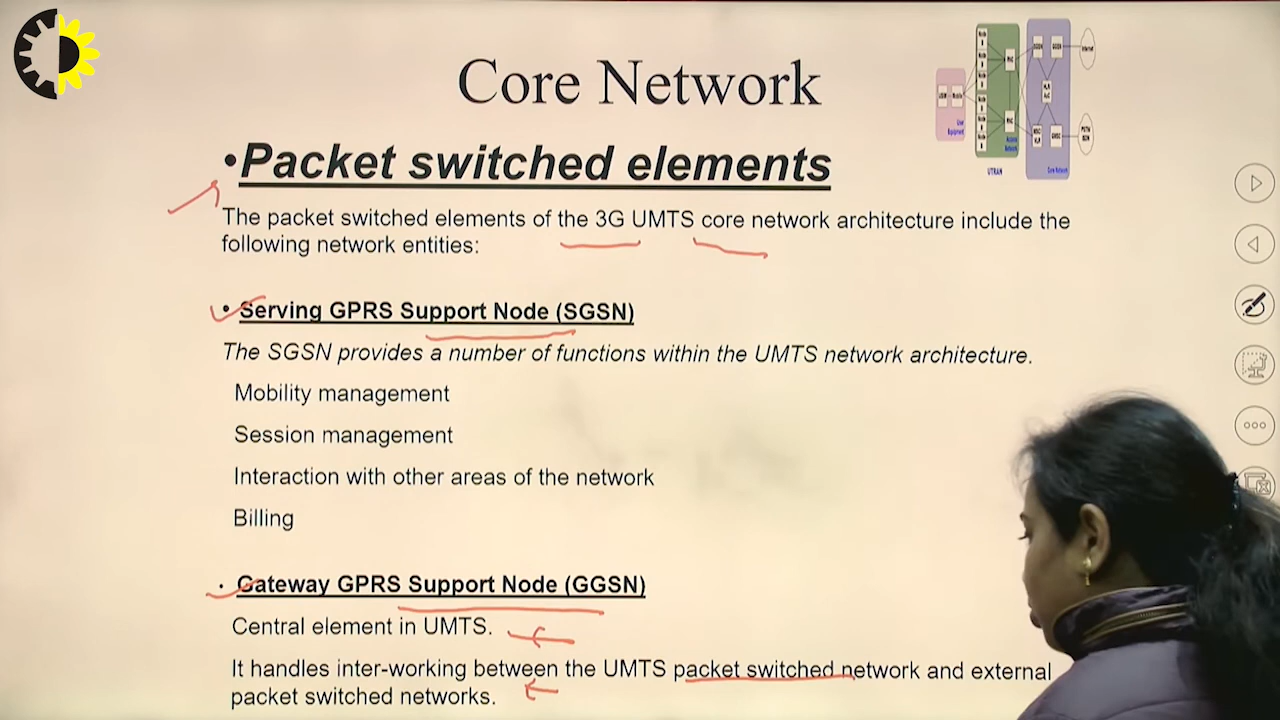 Core Network
•Packet switched elements
The packet switched elements of the 3G UMTS core network architecture include the
following network entities:
• Serving GPRS Support Node (SGSN)
The SGSN provides a number of functions within the UMTS network architecture.
Mobility management
Session management
Interaction with other areas of the network
Billing
• Gateway GPRS Support Node (GGSN)
Central element in UMTS.
It handles inter-working between the UMTS packet switched network and external
packet switched networks.
UTRAN
Core Network